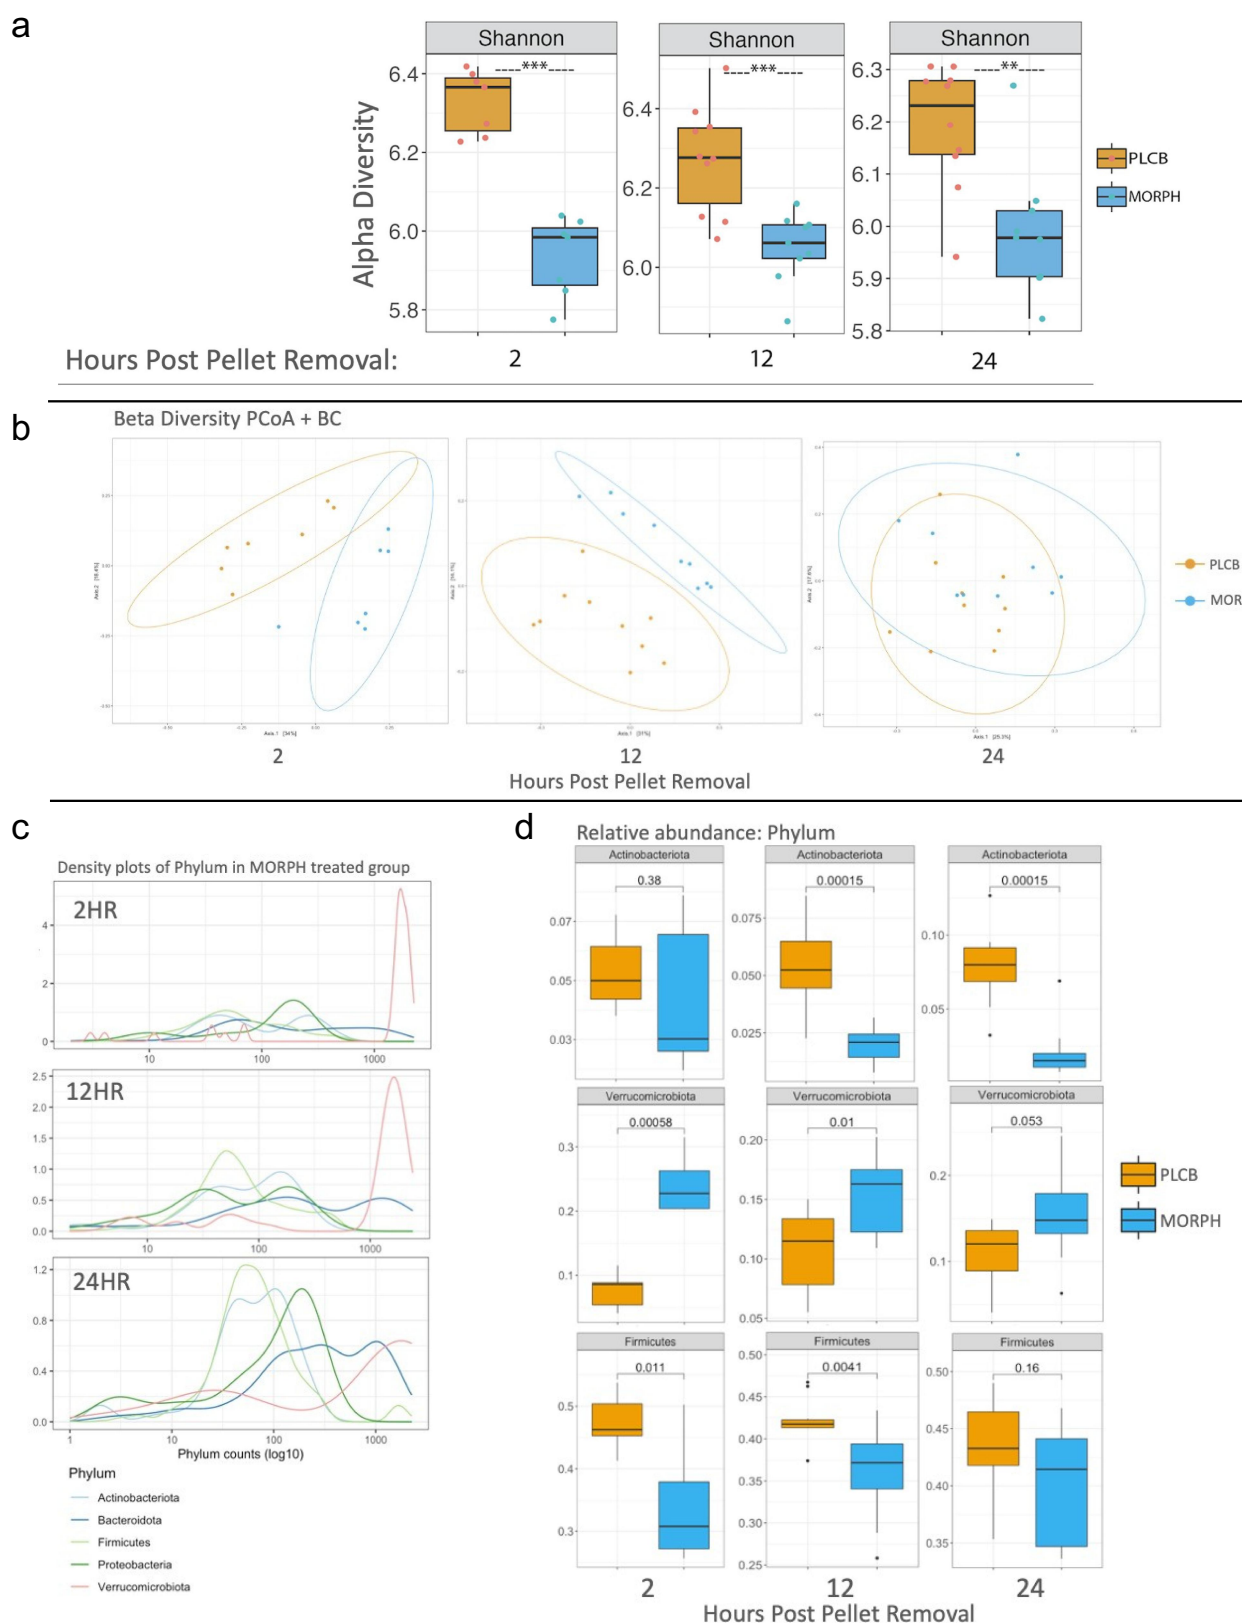 a
Shannon
Shannon
Shannon
***
***
**
6.4
6.2
6.0
5.8
6.4
6.2
6.0
6.3
6.2
6.1
6.0
5.9
5.8
Alpha Diversity
PLCB
MORPH
Hours Post Pellet Removal:
2
12
24
b
Beta Diversity PCoA + BC
PLCB
MOR
2
12
24
Hours Post Pellet Removal
c
Density plots of Phylum in MORPH treated group
2HR
4
2
0
10
100
1000
12HR
2.5
2.0
1.5
1.0
0.5
0.0
10
100
1000
24HR
1.2
0.8
0.4
0.0
1
10
100
1000
Phylum counts (log10)
Phylum
Actinobacteriota
Bacteroidota
Firmicutes
Proteobacteria
Verrucomicrobiota
d
Relative abundance: Phylum
Actinobacteriota
Actinobacteriota
Actinobacteriota
0.38
0.00015
0.00015
0.07
0.05
0.03
0.075
0.050
0.025
0.10
0.05
Verrucomicrobiota
Verrucomicrobiota
Verrucomicrobiota
0.00058
0.01
0.053
0.3
0.2
0.1
0.20
0.15
0.10
0.05
0.2
0.1
PLCB
MORPH
Firmicutes
Firmicutes
Firmicutes
0.011
0.0041
0.16
0.5
0.4
0.3
0.50
0.45
0.40
0.35
0.30
0.25
0.50
0.45
0.40
0.35
2
12
24
Hours Post Pellet Removal